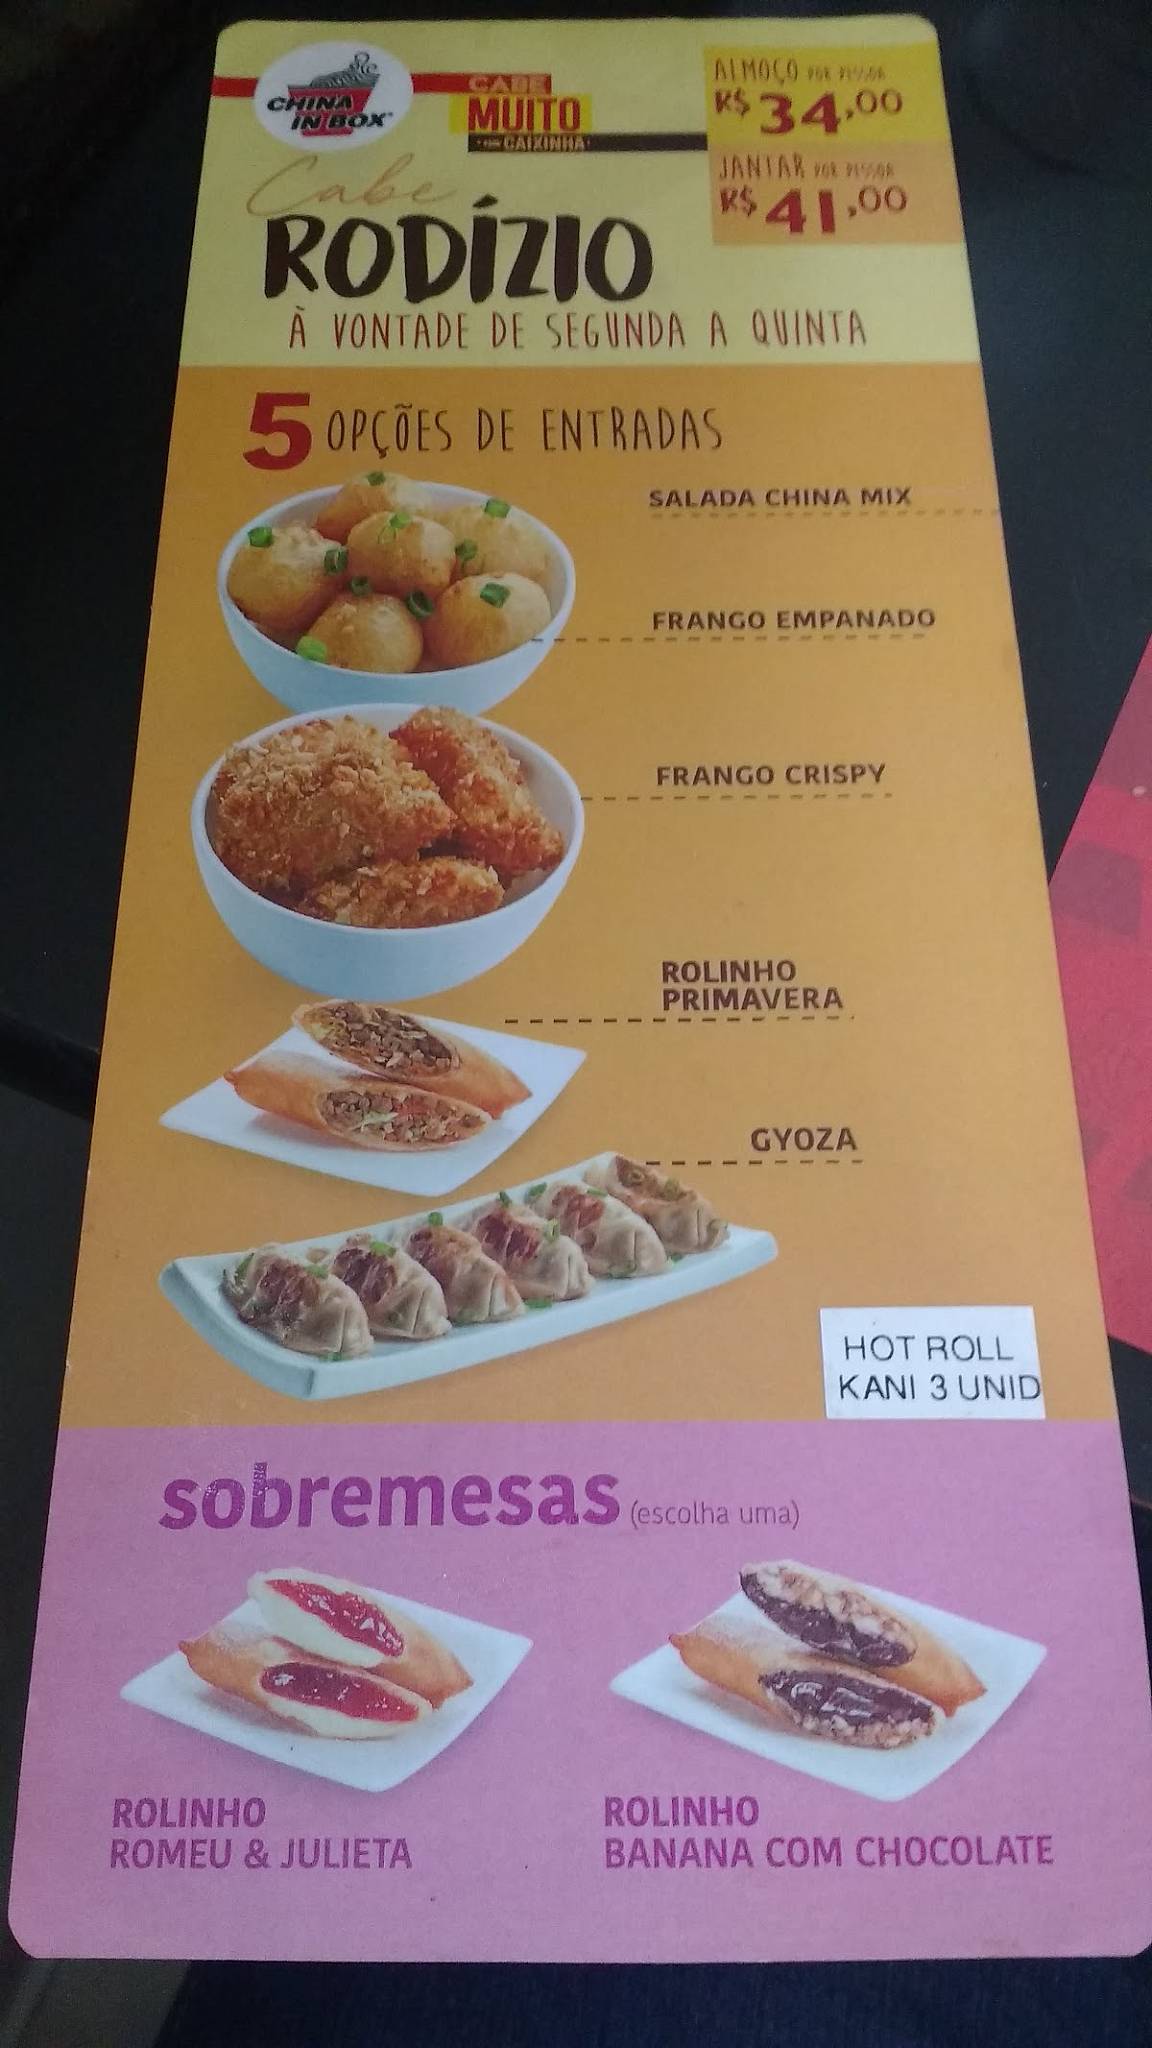 CHINA
IN BOX
CABE
MUITO
CAIXINHA
ALMOÇO POR PESSOA
R$ 34,00
JANTAR POR PESSOA
R$ 41,00
Cabe
RODÍZIO
À VONTADE DE SEGUNDA A QUINTA
5 OPÇÕES DE ENTRADAS
SALADA CHINA MIX
FRANGO EMPANADO
FRANGO CRISPY
ROLINHO
PRIMAVERA
GYOZA
HOT ROLL
KANI 3 UNID
sobremesas (escolha uma)
ROLINHO
ROMEU & JULIETA
ROLINHO
BANANA COM CHOCOLATE